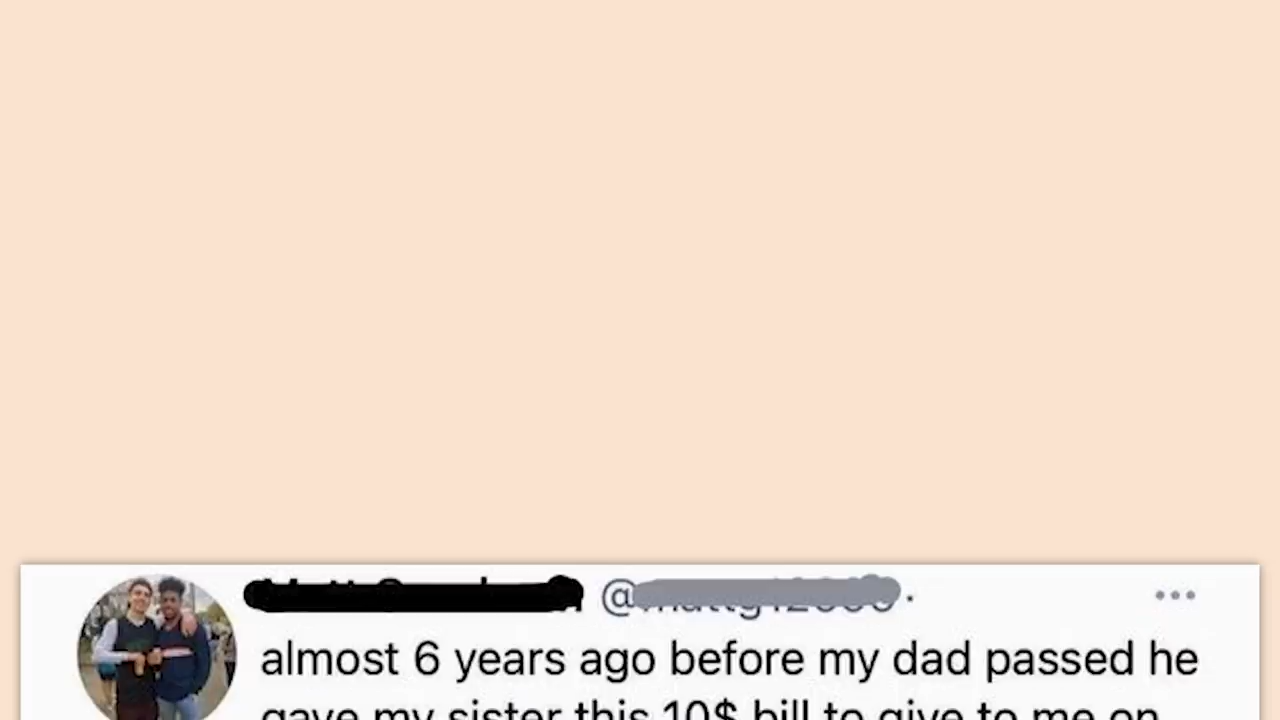 @
almost 6 years ago before my dad passed he
gave my sister this 10$ bill to give to me on